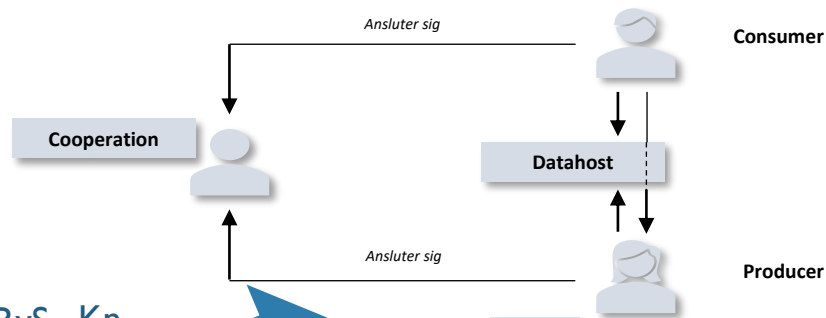 Ansluter sig
Consumer
Cooperation
Datahost
Ansluter sig
Producer